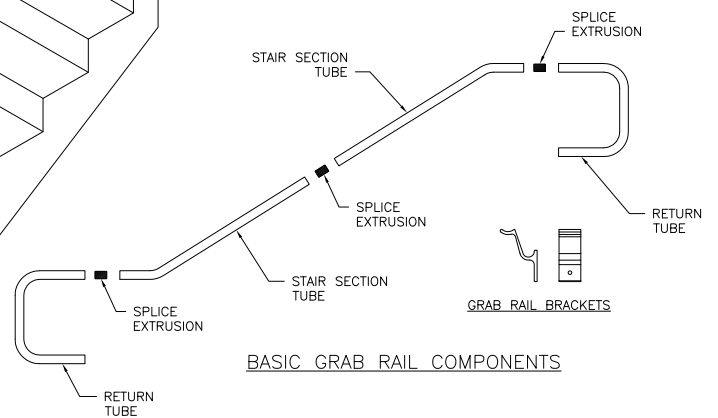 SPLICE
EXTRUSION
STAIR SECTION
TUBE
SPLICE
EXTRUSION
RETURN
TUBE
STAIR SECTION
TUBE
GRAB RAIL BRACKETS
SPLICE
EXTRUSION
BASIC GRAB RAIL COMPONENTS
RETURN
TUBE